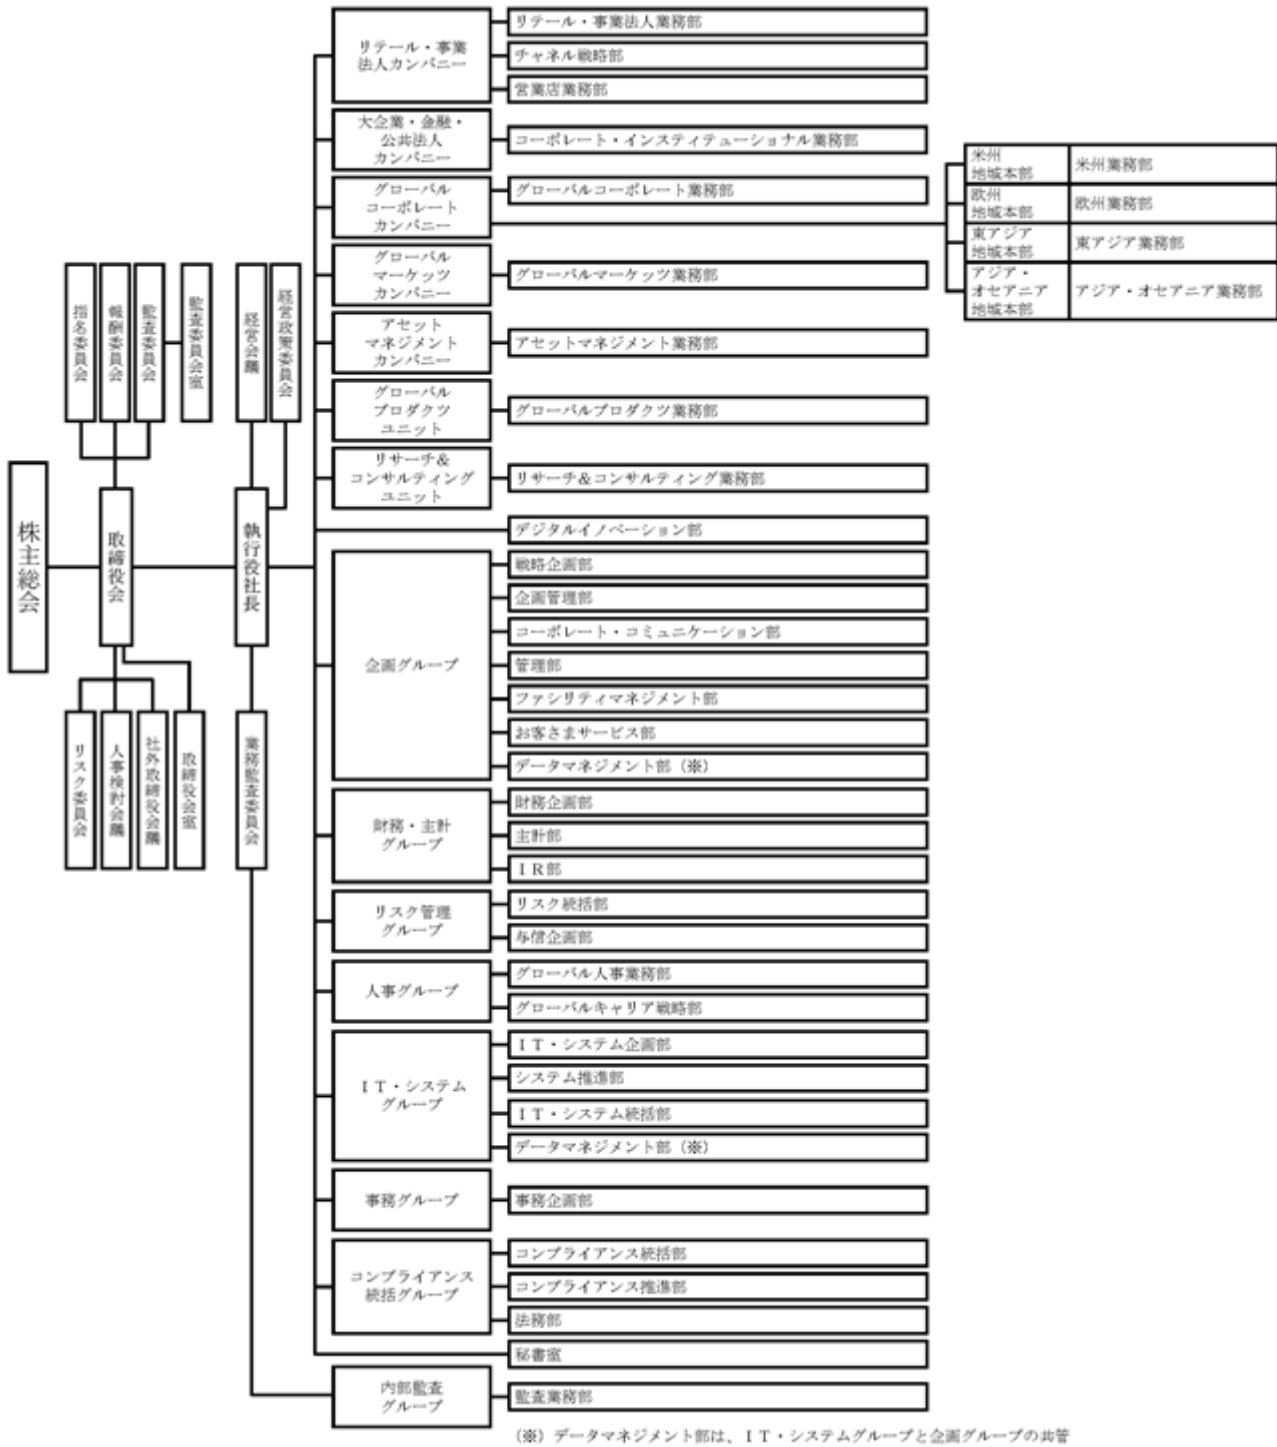 リテール・事業
法人カンパニー
リテール・事業法人業務部
チャネル戦略部
営業店業務部
大企業・金融・
公共法人
カンパニー
コーポレート・インスティテューショナル業務部
グローバル
コーポレート
カンパニー
グローバルコーポレート業務部
米州
地域本部
米州業務部
欧州
地域本部
欧州業務部
東アジア
地域本部
東アジア業務部
アジア・
オセアニア
地域本部
アジア・オセアニア業務部
グローバル
マーケッツ
カンパニー
グローバルマーケッツ業務部
アセット
マネジメント
カンパニー
アセットマネジメント業務部
グローバル
プロダクツ
ユニット
グローバルプロダクツ業務部
リサーチ&
コンサルティング
ユニット
リサーチ&コンサルティング業務部
指名委員会
報酬委員会
監査委員会
監査委員会室
経営会議
経営政策委員会
株主総会
取締役会
執行役社長
リスク委員会
人事検討会議
社外取締役会議
取締役会室
業務監査委員会
デジタルイノベーション部
企画グループ
戦略企画部
企画管理部
コーポレート・コミュニケーション部
管理部
ファシリティマネジメント部
お客さまサービス部
データマネジメント部(※)
財務・主計
グループ
財務企画部
主計部
IR部
リスク管理
グループ
リスク統括部
与信企画部
人事グループ
グローバル人事業務部
グローバルキャリア戦略部
IT・システム
グループ
IT・システム企画部
システム推進部
IT・システム統括部
データマネジメント部(※)
事務グループ
事務企画部
コンプライアンス
統括グループ
コンプライアンス統括部
コンプライアンス推進部
法務部
秘書室
内部監査
グループ
監査業務部
(※) データマネジメント部は、IT・システムグループと企画グループの共管